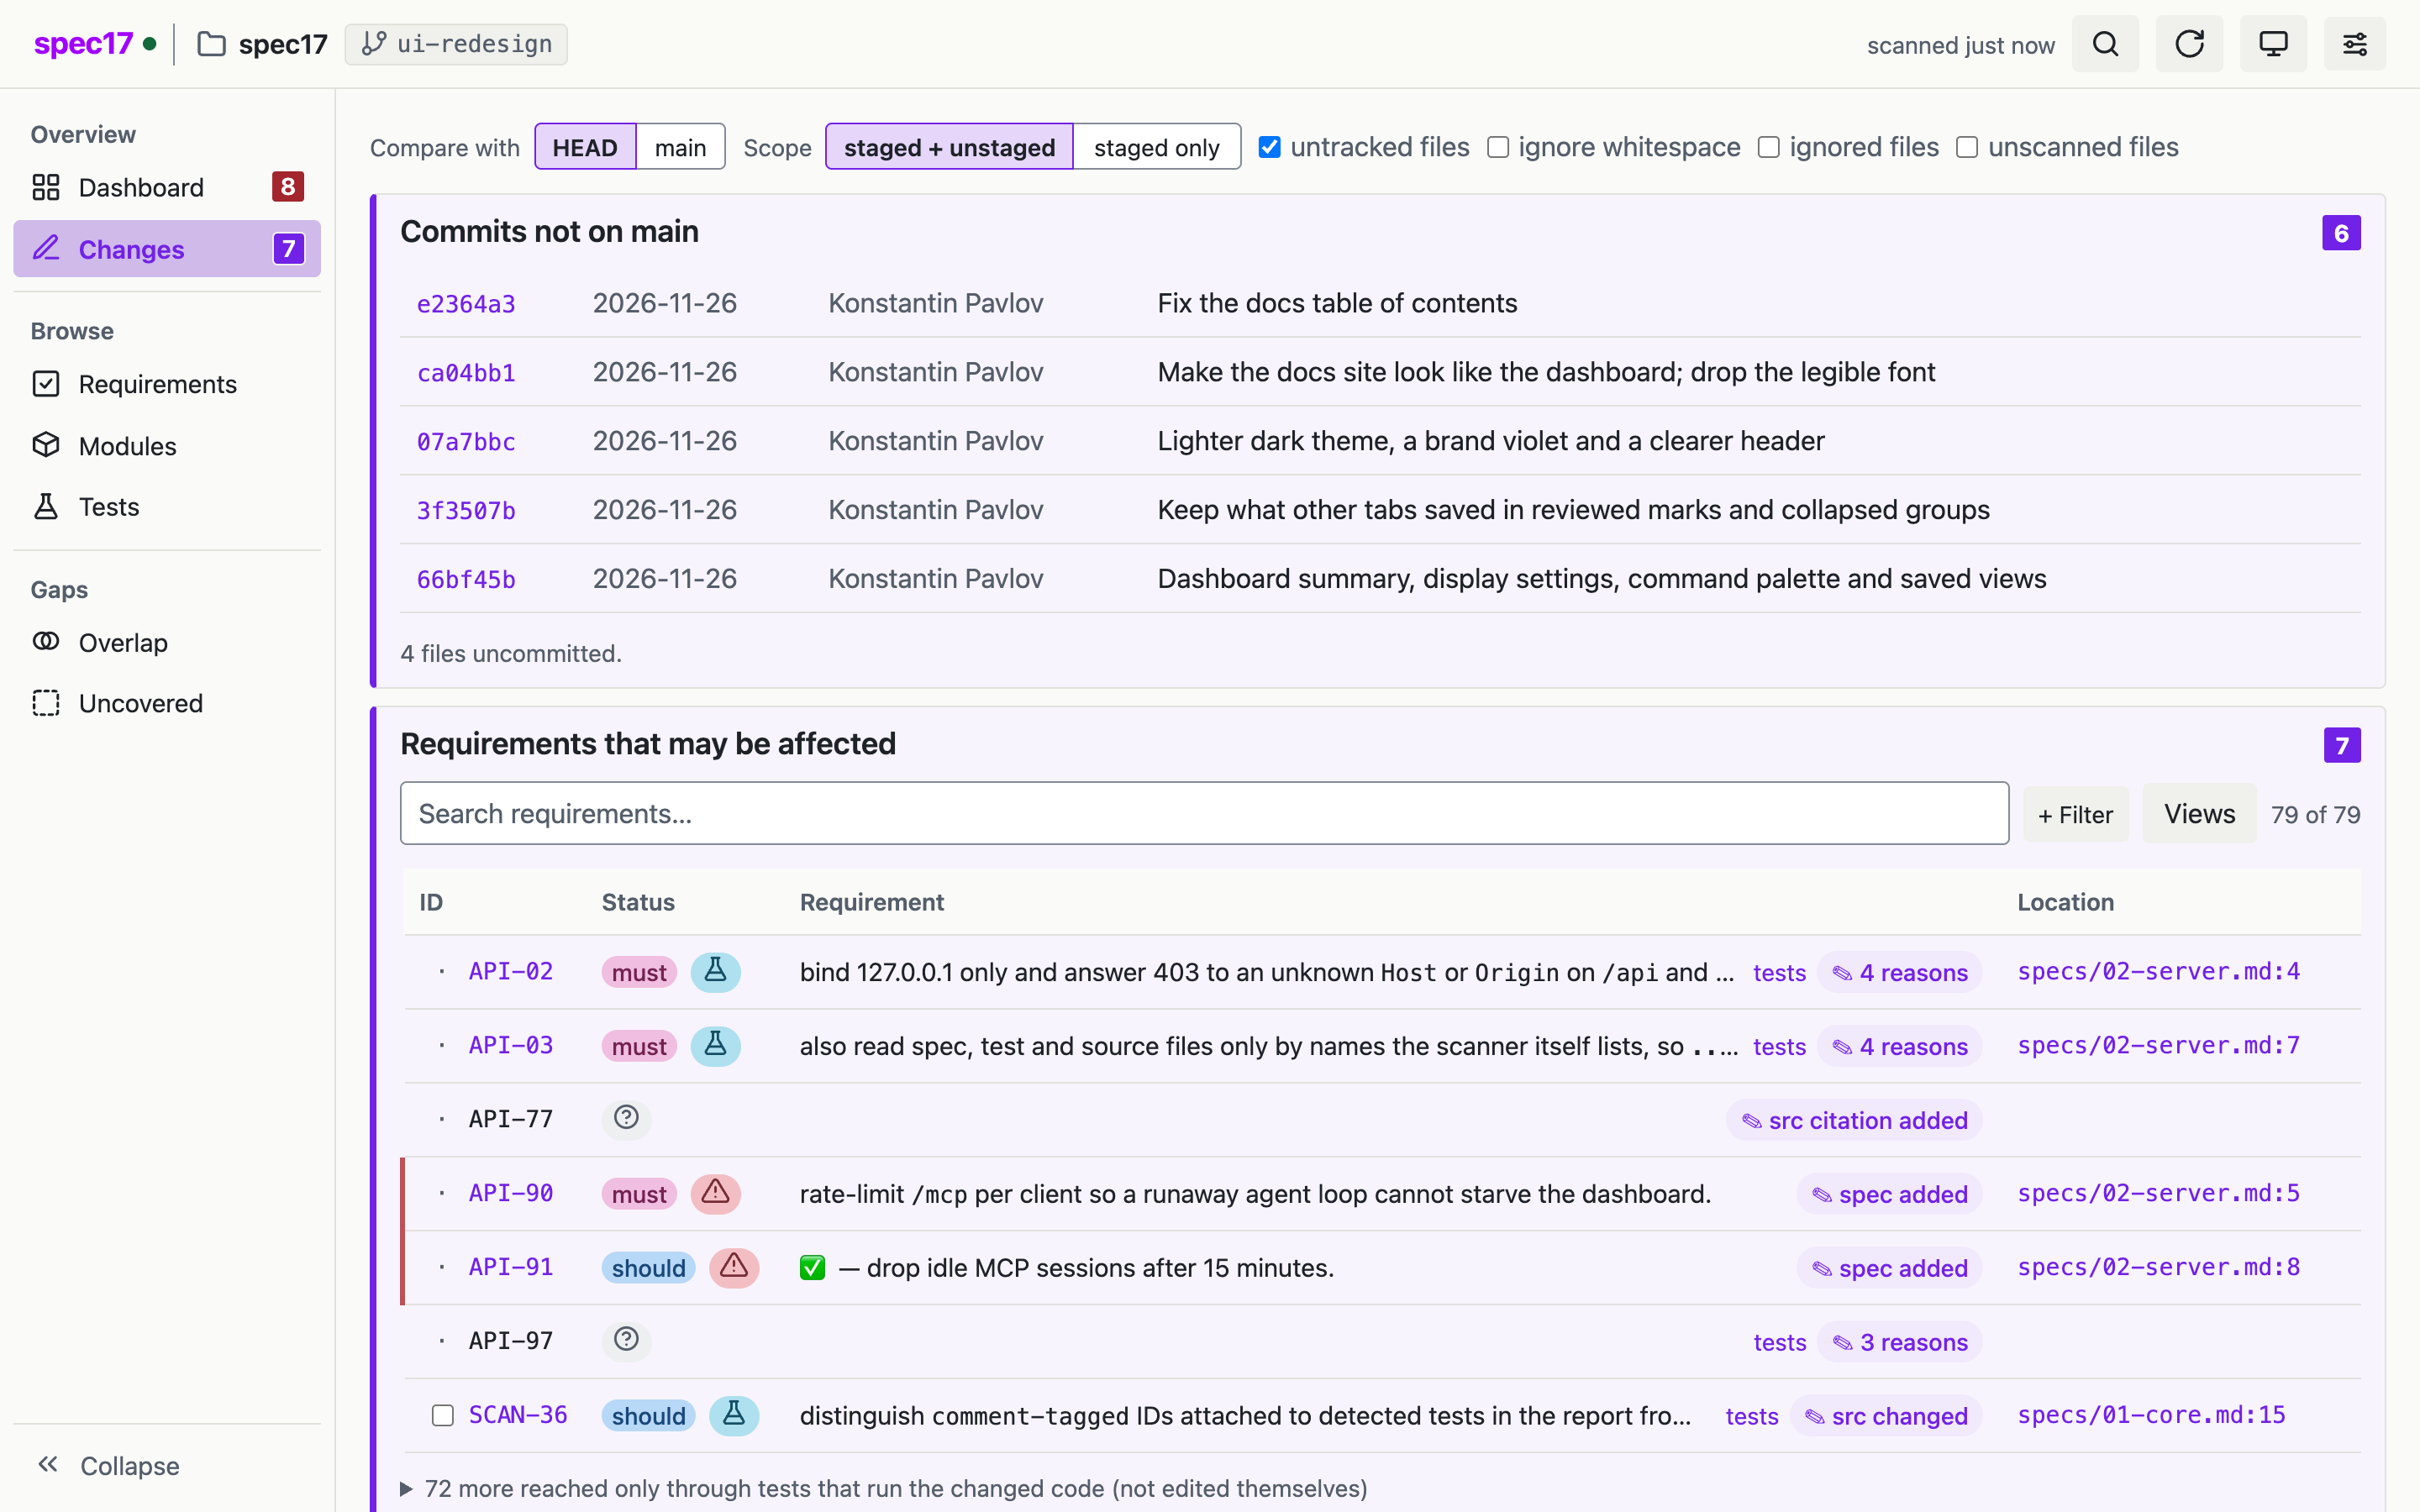 spec17
spec17
ui-redesign
scanned just now
Overview
Dashboard 8
Changes 7
Browse
Requirements
Modules
Tests
Gaps
Overlap
Uncovered
Collapse
Compare with HEAD main Scope staged + unstaged staged only untracked files ignore whitespace ignored files unscanned files
Commits not on main 6
e2364a3 2026-11-26 Konstantin Pavlov Fix the docs table of contents
ca04bb1 2026-11-26 Konstantin Pavlov Make the docs site look like the dashboard; drop the legible font
07a7bbc 2026-11-26 Konstantin Pavlov Lighter dark theme, a brand violet and a clearer header
3f3507b 2026-11-26 Konstantin Pavlov Keep what other tabs saved in reviewed marks and collapsed groups
66bf45b 2026-11-26 Konstantin Pavlov Dashboard summary, display settings, command palette and saved views
4 files uncommitted.
Requirements that may be affected 7
Search requirements... + Filter Views 79 of 79
ID Status Requirement Location
· API-02 must bind 127.0.0.1 only and answer 403 to an unknown Host or Origin on /api and … tests ✎ 4 reasons specs/02-server.md:4
· API-03 must also read spec, test and source files only by names the scanner itself lists, so ..… tests ✎ 4 reasons specs/02-server.md:7
· API-77 ✎ src citation added
· API-90 must rate-limit /mcp per client so a runaway agent loop cannot starve the dashboard. ✎ spec added specs/02-server.md:5
· API-91 should ✅ — drop idle MCP sessions after 15 minutes. ✎ spec added specs/02-server.md:8
· API-97 tests ✎ 3 reasons
SCAN-36 should distinguish comment-tagged IDs attached to detected tests in the report fro… tests ✎ src changed specs/01-core.md:15
▶ 72 more reached only through tests that run the changed code (not edited themselves)